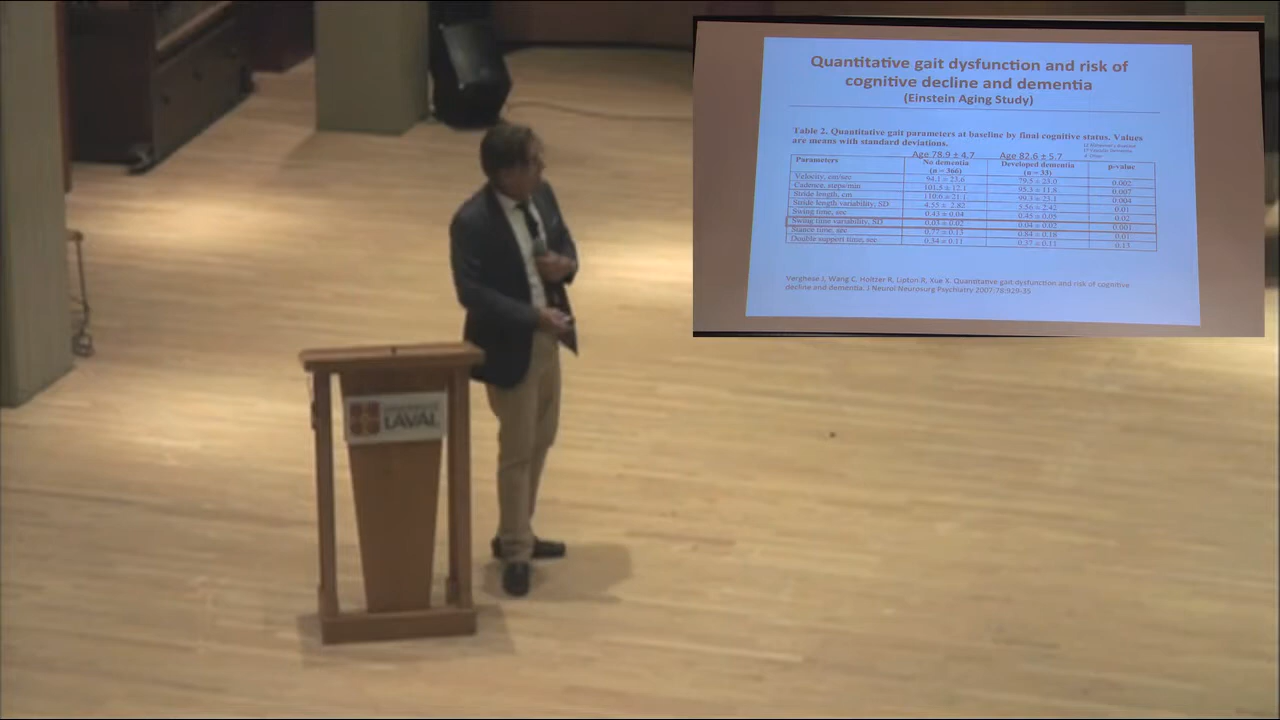 Quantitative gait dysfunction and risk of
cognitive decline and dementia
(Einstein Aging Study)
Table 2. Quantitative gait parameters at baseline by final cognitive status. Values
are means with standard deviations.
Age 78.9 ± 4.7 Age 82.6 ± 5.7
Parameters No dementia (n = 366) Developed dementia (n = 33) p-value
Velocity, cm/sec 0.002
Cadence, steps/min 101.5 ± 12.1 95.3 ± 11.8 0.007
Stride length, cm 110.6 ± 21.1 99.3 ± 23.1 0.004
Stride length variability, SD 4.55 ± 2.82 5.56 ± 2.42 0.01
Swing time, sec 0.43 ± 0.04 0.45 ± 0.05 0.02
Swing time variability, SD 0.03 ± 0.02 0.04 ± 0.02 0.001
Stance time, sec 0.77 ± 0.13 0.84 ± 0.18 0.01
Double support time, sec 0.34 ± 0.11 0.37 ± 0.11 0.13
Verghese J, Wang C, Holtzer R, Lipton R, Xue X. Quantitative gait dysfunction and risk of cognitive
decline and dementia. J Neurol Neurosurg Psychiatry 2007;78:929-35
UNIVERSITÉ
LAVAL